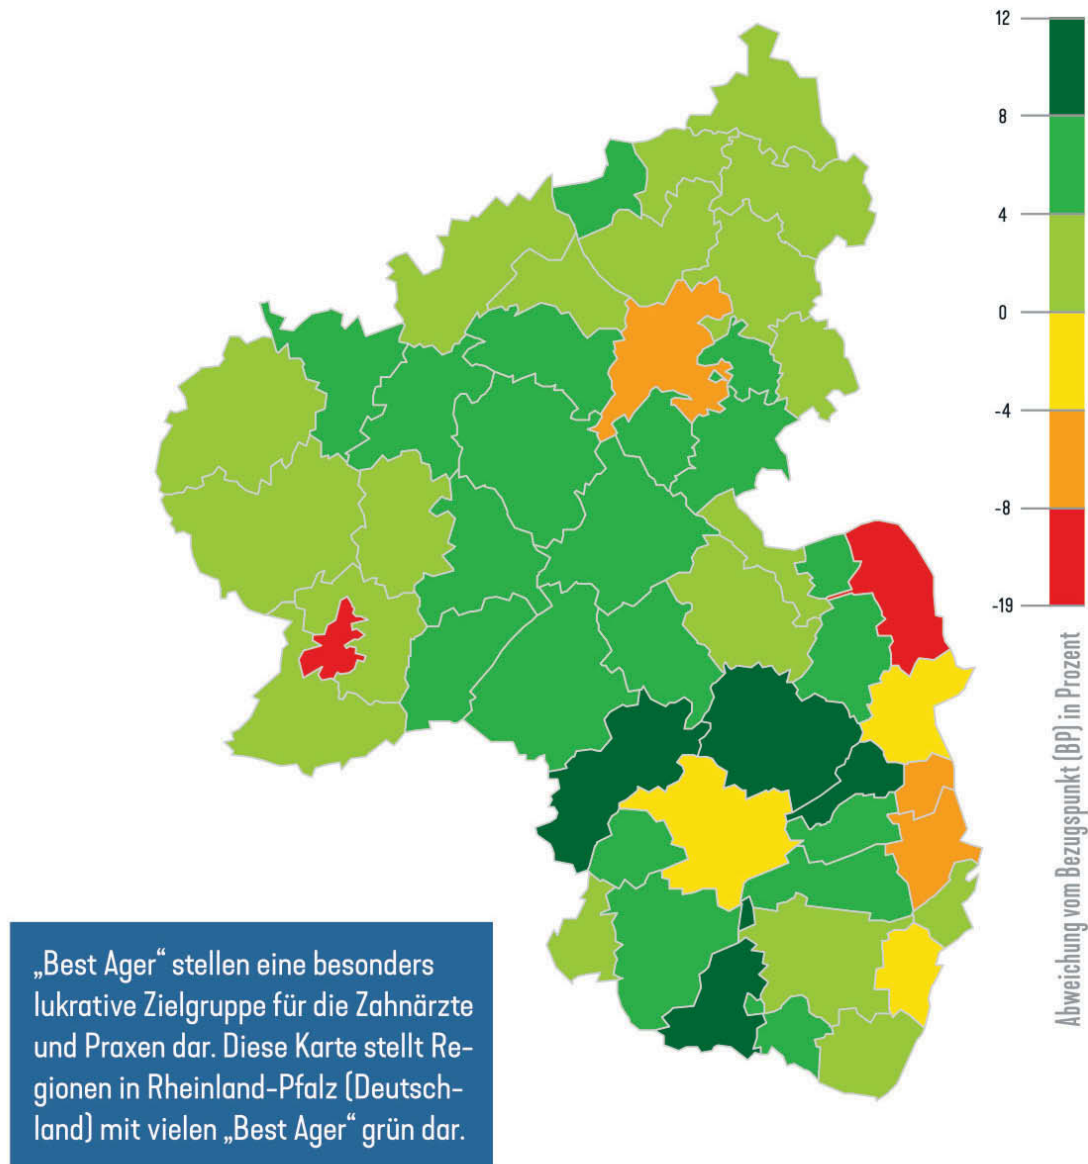 12
8
4
0
-4
-8
-19
Abweichung vom Bezugspunkt (BP) in Prozent
„Best Ager“ stellen eine besonders
lukrative Zielgruppe für die Zahnärzte
und Praxen dar. Diese Karte stellt Re-
gionen in Rheinland-Pfalz (Deutsch-
land) mit vielen „Best Ager“ grün dar.